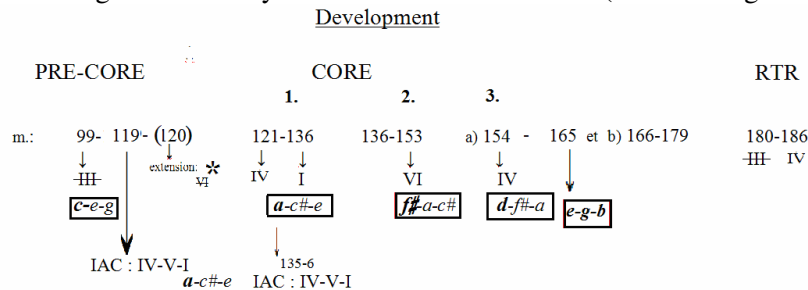 Development
PRE-CORE CORE RTR
1. 2. 3.
m.: 99- 119- (120) 121-136 136-153 a) 154 - 165 et b) 166-179 180-186
III extension: VI * IV I VI IV III IV
c-e-g a-c#-e f#-a-c# d-f#-a e-g-b
135-6
IAC : IV-V-I a-c#-e IAC : IV-V-I